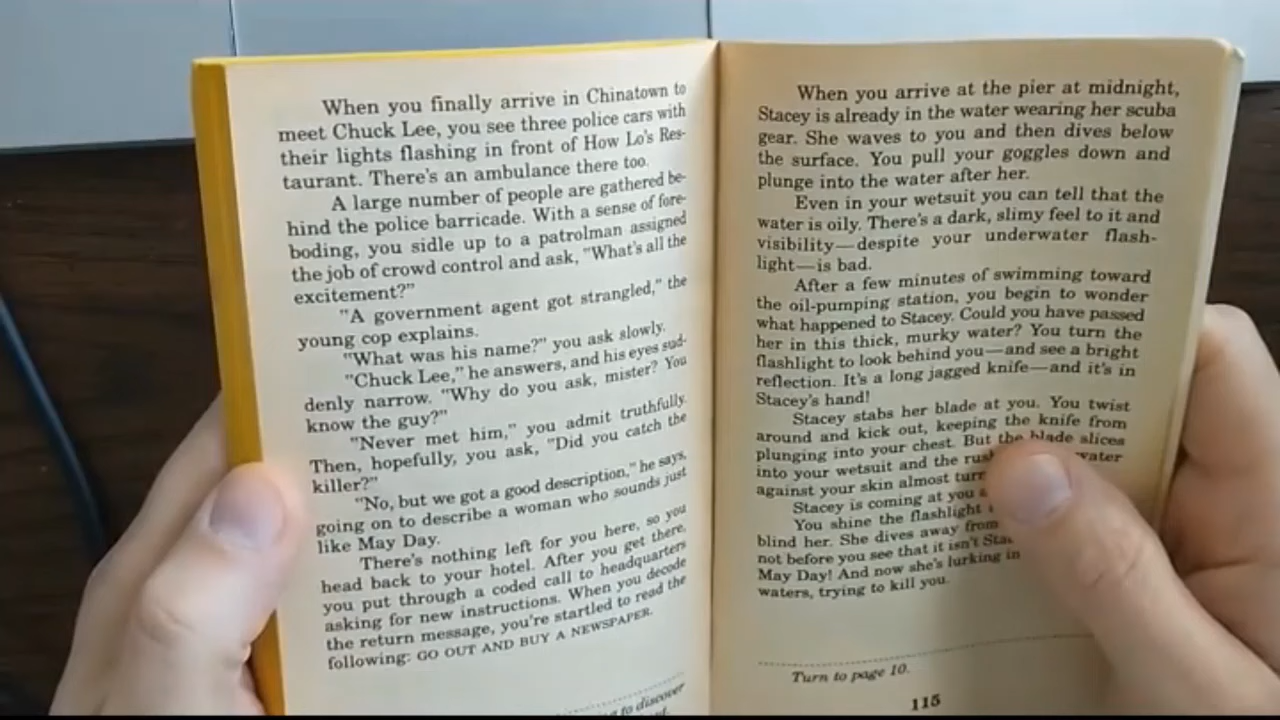 When you finally arrive in Chinatown to
meet Chuck Lee, you see three police cars with
their lights flashing in front of How Lo's Res-
taurant. There's an ambulance there too.
A large number of people are gathered be-
hind the police barricade. With a sense of fore-
boding, you sidle up to a patrolman assigned
the job of crowd control and ask, "What's all the
excitement?"
"A government agent got strangled," the
young cop explains.
"What was his name?" you ask slowly.
"Chuck Lee," he answers, and his eyes sud-
denly narrow. "Why do you ask, mister? You
know the guy?"
"Never met him," you admit truthfully.
Then, hopefully, you ask, "Did you catch the
killer?"
"No, but we got a good description," he says,
going on to describe a woman who sounds just
like May Day.
There's nothing left for you here, so you
head back to your hotel. After you get there,
you put through a coded call to headquarters
asking for new instructions. When you decode
the return message, you're startled to read the
following: GO OUT AND BUY A NEWSPAPER.
to discover
When you arrive at the pier at midnight,
Stacey is already in the water wearing her scuba
gear. She waves to you and then dives below
the surface. You pull your goggles down and
plunge into the water after her.
Even in your wetsuit you can tell that the
water is oily. There's a dark, slimy feel to it and
visibility—despite your underwater flash-
light—is bad.
After a few minutes of swimming toward
the oil-pumping station, you begin to wonder
what happened to Stacey. Could you have passed
her in this thick, murky water? You turn the
flashlight to look behind you—and see a bright
reflection. It's a long jagged knife—and it's in
Stacey's hand!
Stacey stabs her blade at you. You twist
around and kick out, keeping the knife from
plunging into your chest. But the blade slices
into your wetsuit and the water
against your skin almost
Stacey is coming at you
You shine the flashlight
blind her. She dives away from
not before you see that it isn't
May Day! And now she's lurking in
waters, trying to kill you.
Turn to page 10.
115